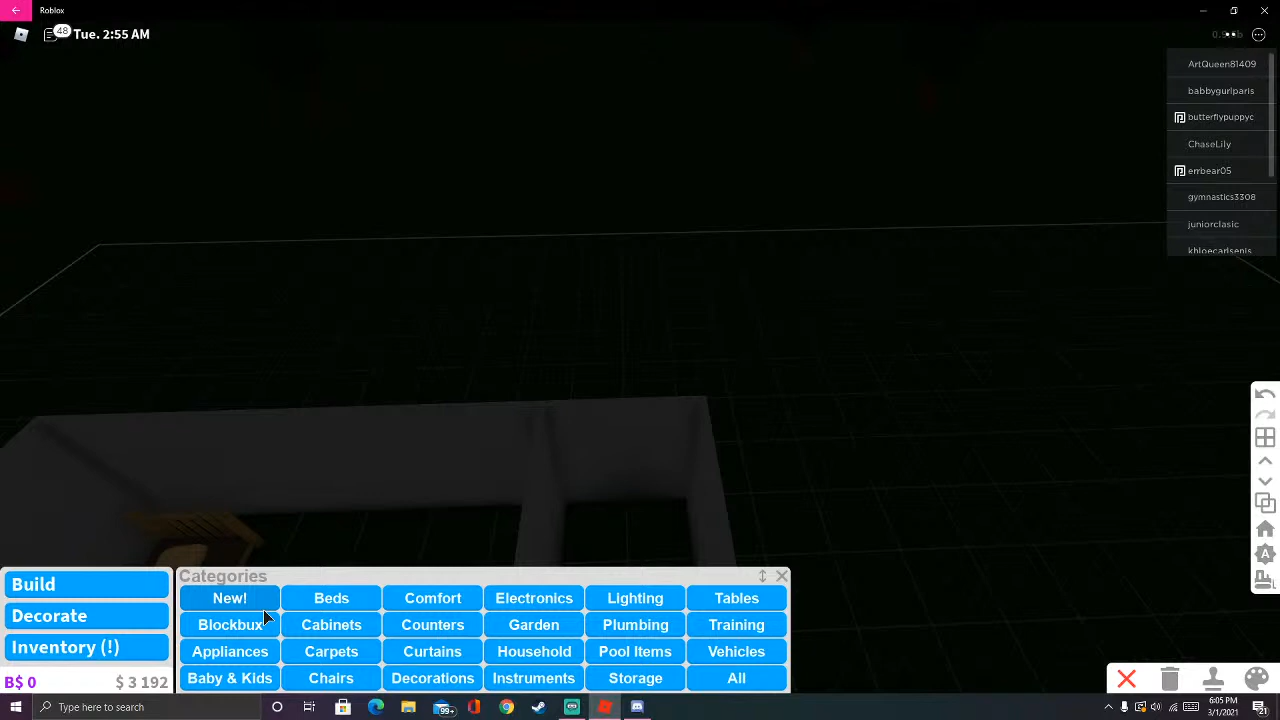 Roblox
48 Tue. 2:55 AM
ArtQueen81409
babbygurlparis
butterflypuppyc
ChaseLily
errbear05
gymnastics3308
juniorclasic
khloecarlsenis
Build
Decorate
Inventory (!)
B$ 0 $ 3 192
Categories
New! Beds Comfort Electronics Lighting Tables
Blockbux Cabinets Counters Garden Plumbing Training
Appliances Carpets Curtains Household Pool Items Vehicles
Baby & Kids Chairs Decorations Instruments Storage All
Type here to search
99+
6:05 PM
3/1/2021